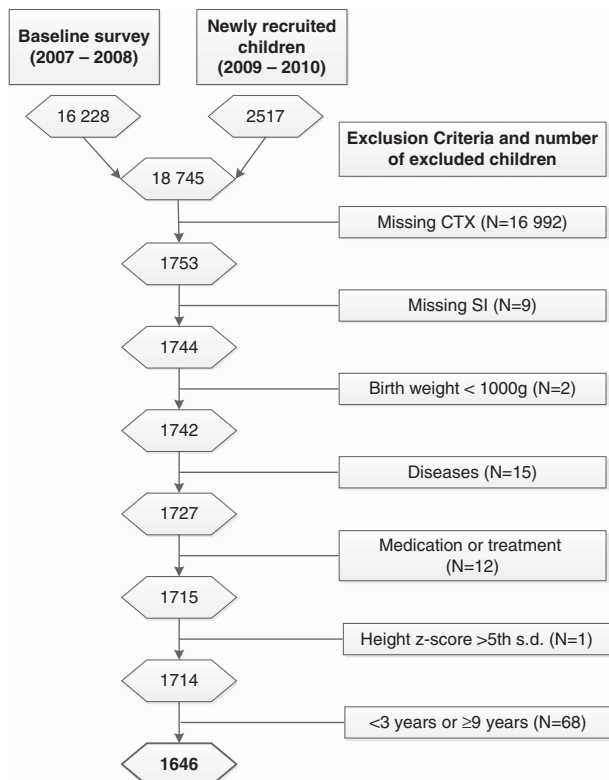 Baseline survey
(2007 – 2008)
Newly recruited
children
(2009 – 2010)
16 228
2517
Exclusion Criteria and number
of excluded children
18 745
Missing CTX (N=16 992)
1753
Missing SI (N=9)
1744
Birth weight < 1000g (N=2)
1742
Diseases (N=15)
1727
Medication or treatment
(N=12)
1715
Height z-score >5th s.d. (N=1)
1714
<3 years or ≥9 years (N=68)
1646